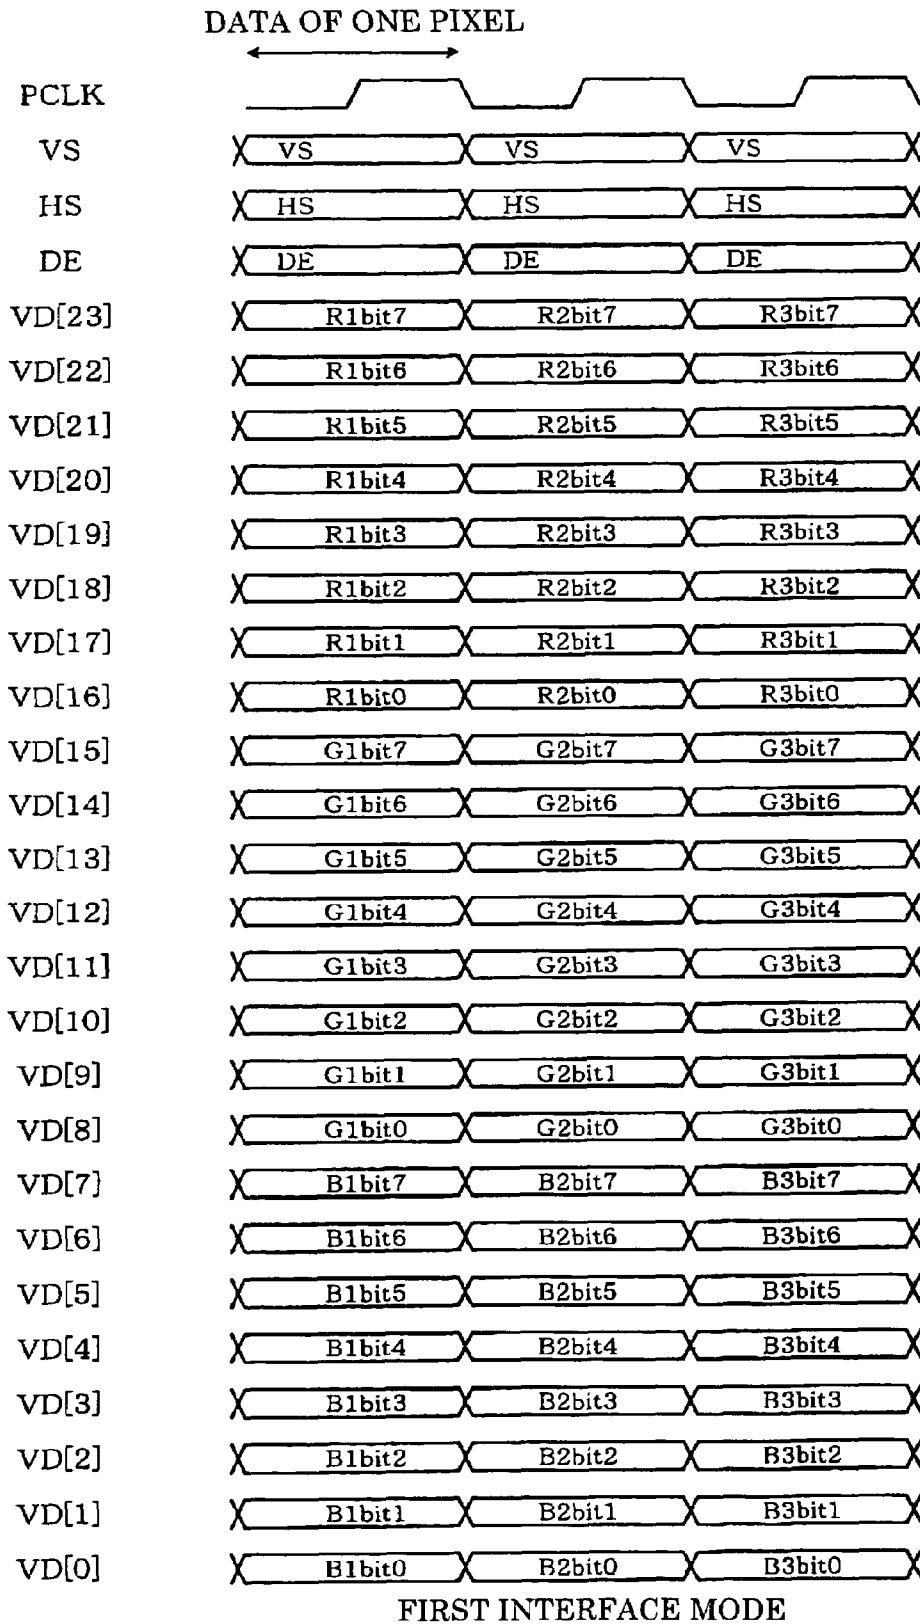 DATA OF ONE PIXEL
PCLK
VS VS VS VS
HS HS HS HS
DE DE DE DE
VD[23] R1bit7 R2bit7 R3bit7
VD[22] R1bit6 R2bit6 R3bit6
VD[21] R1bit5 R2bit5 R3bit5
VD[20] R1bit4 R2bit4 R3bit4
VD[19] R1bit3 R2bit3 R3bit3
VD[18] R1bit2 R2bit2 R3bit2
VD[17] R1bit1 R2bit1 R3bit1
VD[16] R1bit0 R2bit0 R3bit0
VD[15] G1bit7 G2bit7 G3bit7
VD[14] G1bit6 G2bit6 G3bit6
VD[13] G1bit5 G2bit5 G3bit5
VD[12] G1bit4 G2bit4 G3bit4
VD[11] G1bit3 G2bit3 G3bit3
VD[10] G1bit2 G2bit2 G3bit2
VD[9] G1bit1 G2bit1 G3bit1
VD[8] G1bit0 G2bit0 G3bit0
VD[7] B1bit7 B2bit7 B3bit7
VD[6] B1bit6 B2bit6 B3bit6
VD[5] B1bit5 B2bit5 B3bit5
VD[4] B1bit4 B2bit4 B3bit4
VD[3] B1bit3 B2bit3 B3bit3
VD[2] B1bit2 B2bit2 B3bit2
VD[1] B1bit1 B2bit1 B3bit1
VD[0] B1bit0 B2bit0 B3bit0
FIRST INTERFACE MODE